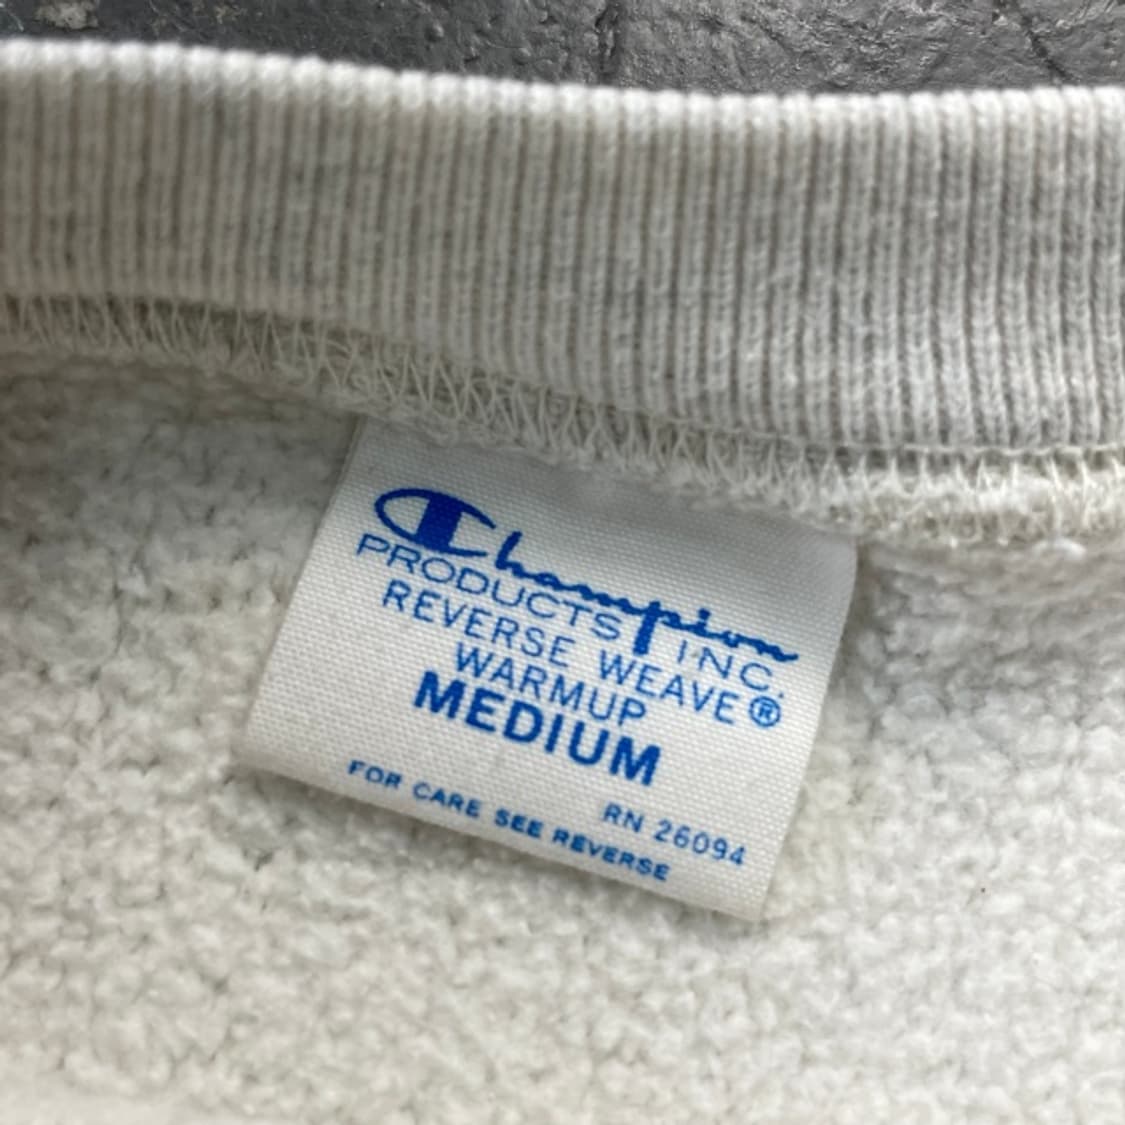 Champion
PRODUCTS INC.
REVERSE WEAVE®
WARMUP
MEDIUM
RN 26094
FOR CARE SEE REVERSE